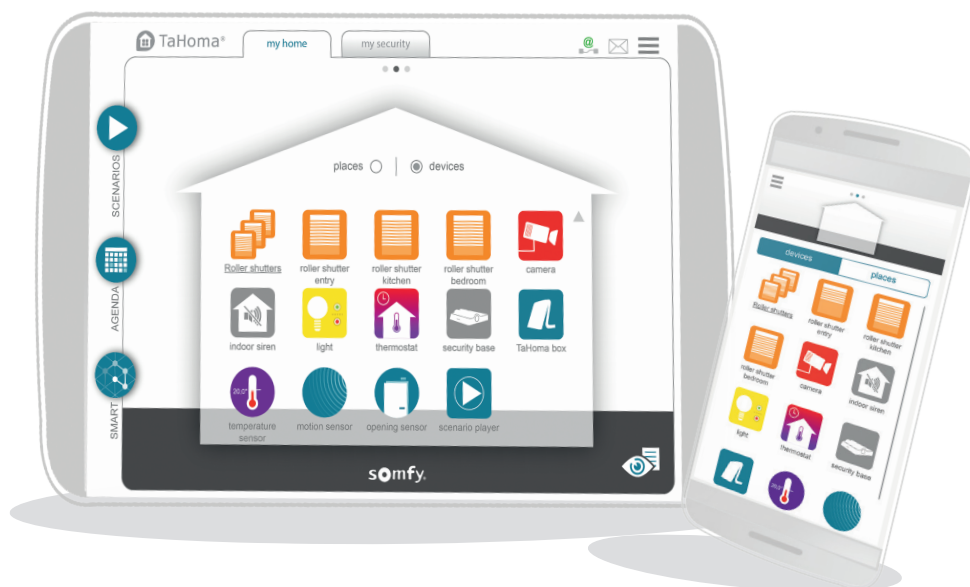 TaHoma®
my home
my security
@
places
devices
SCENARIOS
AGENDA
SMART
Roller shutters
roller shutter
entry
roller shutter
kitchen
roller shutter
bedroom
camera
indoor siren
light
thermostat
security base
TaHoma box
20,0°
temperature
sensor
motion sensor
opening sensor
scenario player
somfy.
devices
places
Roller shutters
roller shutter
entry
roller shutter
kitchen
roller shutter
bedroom
camera
indoor siren
light
thermostat
security base
20,0°